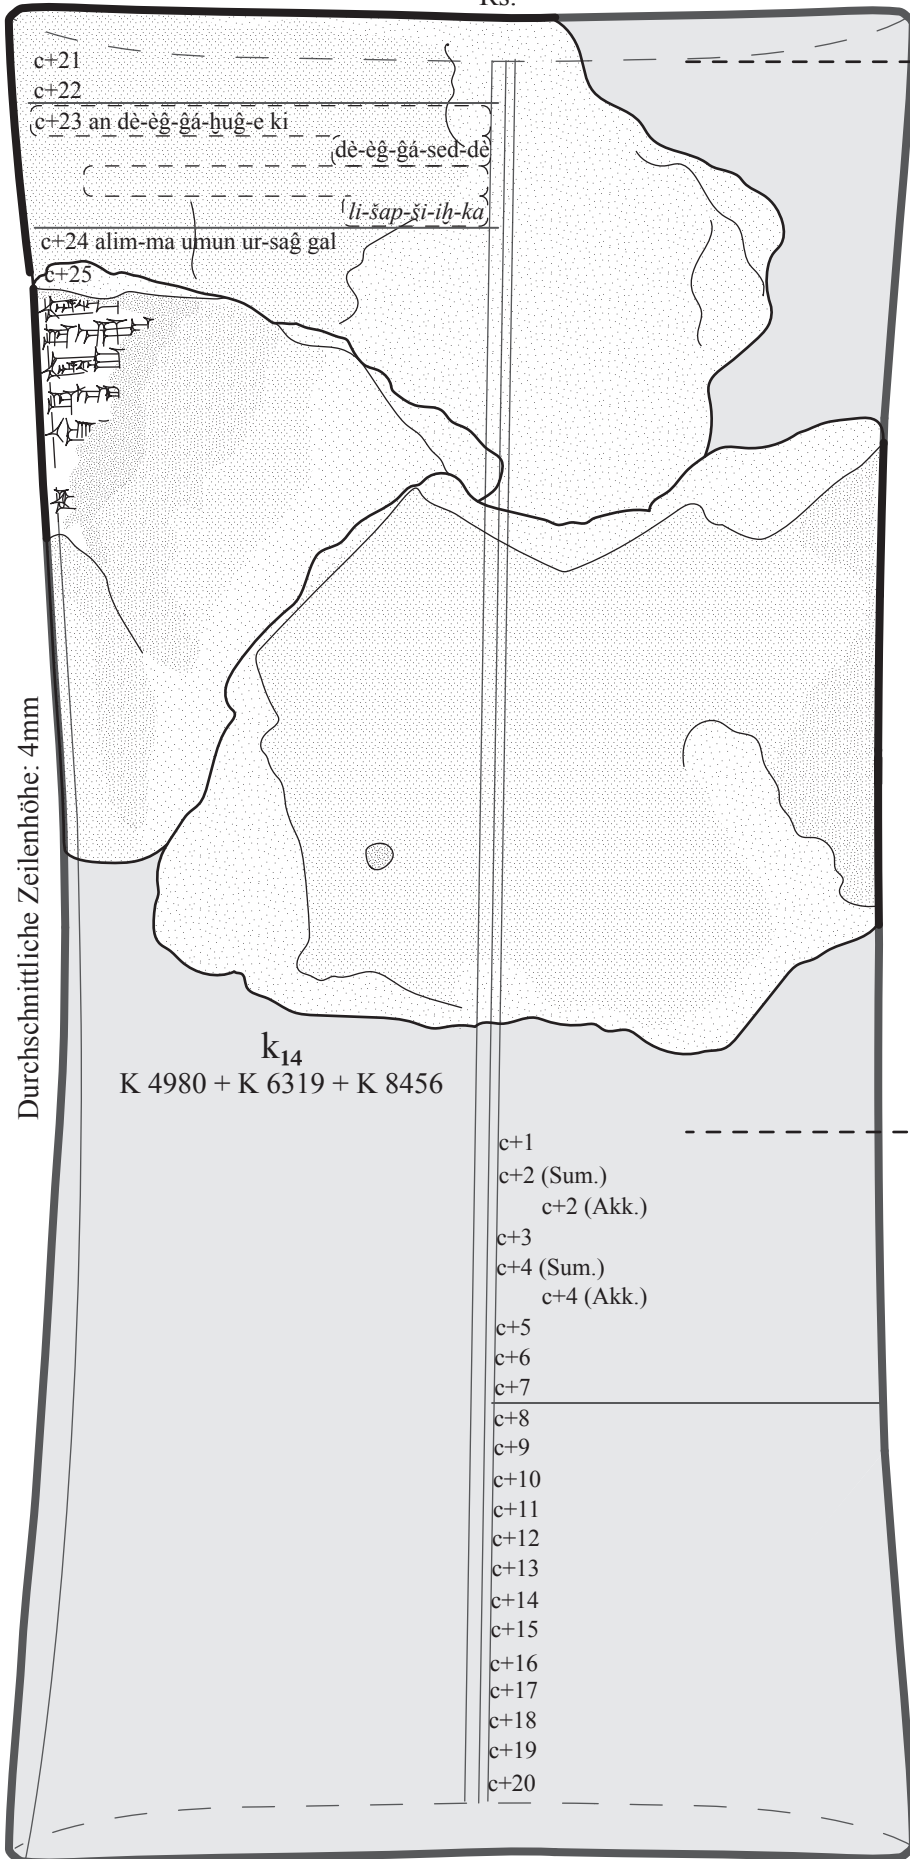 Rs.
c+21
c+22
c+23 an dè-èĝ-ĝá-ḫuĝ-e ki
dè-èĝ-ĝá-sed-dè
li-šap-ši-iḫ-ka
c+24 alim-ma umun ur-saĝ gal
c+25
Durchschnittliche Zeilenhöhe: 4mm
k14
K 4980 + K 6319 + K 8456
c+1
c+2 (Sum.)
c+2 (Akk.)
c+3
c+4 (Sum.)
c+4 (Akk.)
c+5
c+6
c+7
c+8
c+9
c+10
c+11
c+12
c+13
c+14
c+15
c+16
c+17
c+18
c+19
c+20